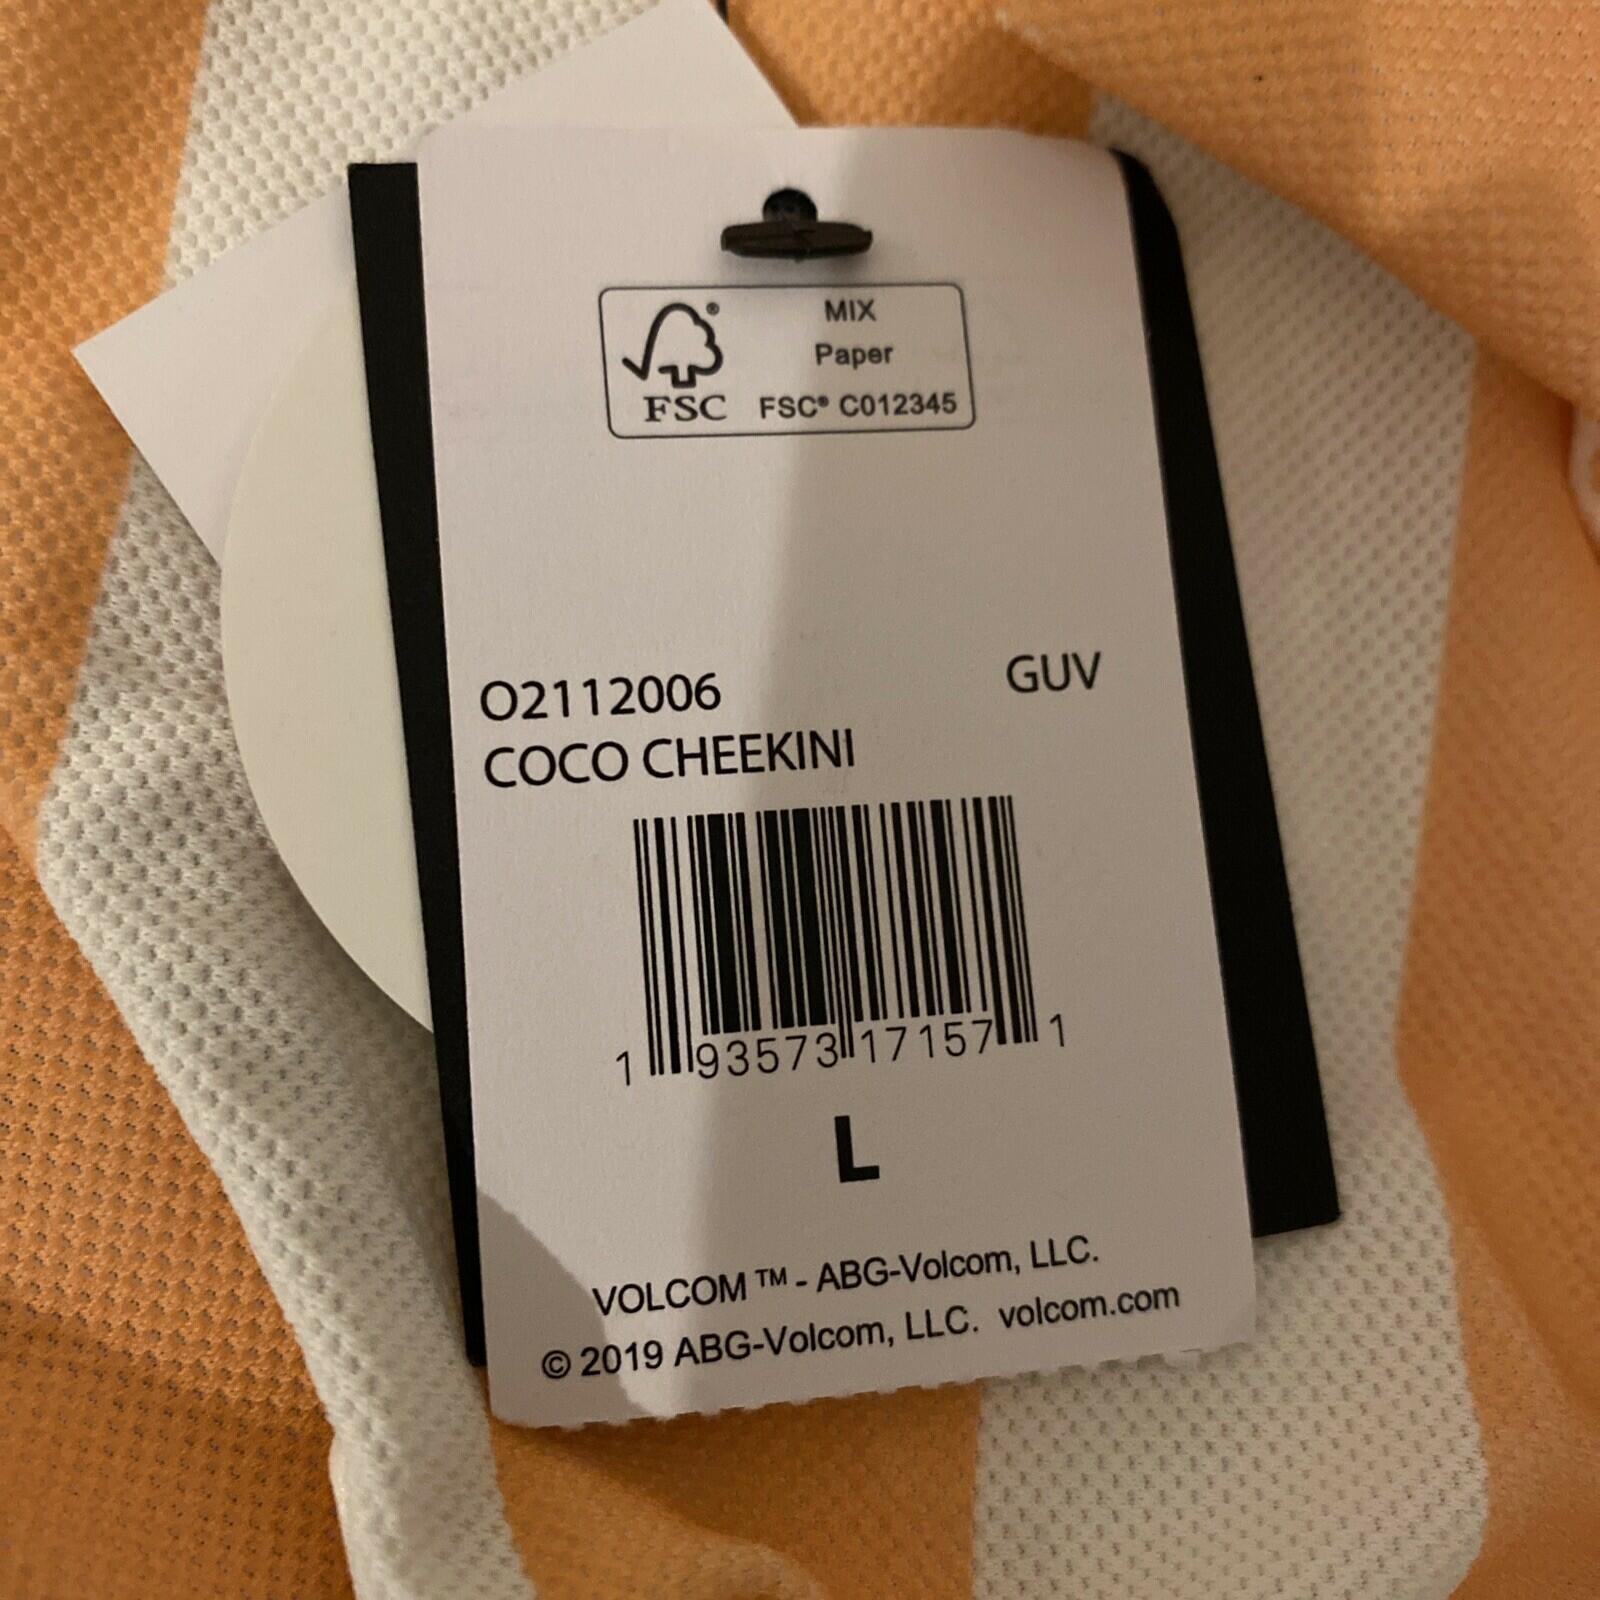 MIX
Paper
FSC® FSC® C012345
O2112006 GUV
COCO CHEEKINI
1 93573 17157 1
L
VOLCOM ™ - ABG-Volcom, LLC.
© 2019 ABG-Volcom, LLC. volcom.com